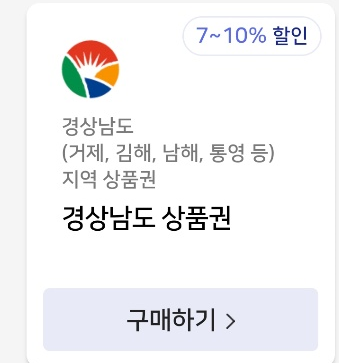 7~10% 할인
경상남도
(거제, 김해, 남해, 통영 등)
지역 상품권
경상남도 상품권
구매하기 >